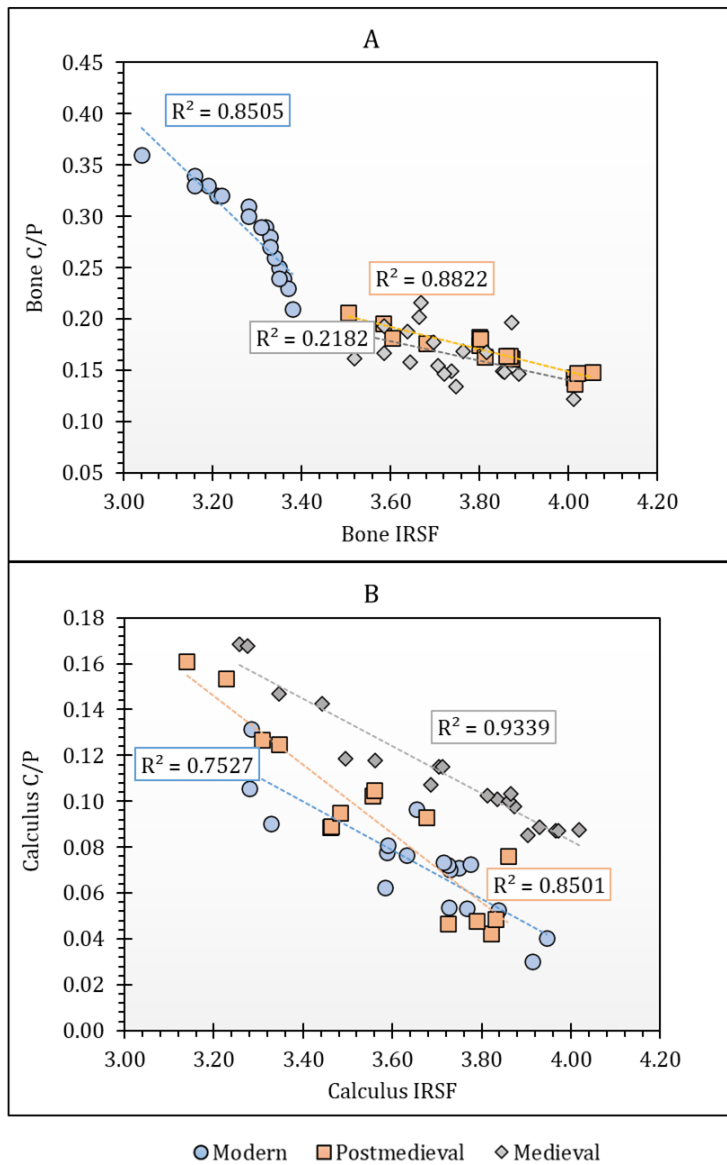 A
0.45
0.40
0.35
0.30
0.25
0.20
0.15
0.10
0.05
Bone C/P
R² = 0.8505
R² = 0.8822
R² = 0.2182
3.00 3.20 3.40 3.60 3.80 4.00 4.20
Bone IRSF
B
0.18
0.16
0.14
0.12
0.10
0.08
0.06
0.04
0.02
0.00
Calculus C/P
R² = 0.9339
R² = 0.7527
R² = 0.8501
3.00 3.20 3.40 3.60 3.80 4.00 4.20
Calculus IRSF
Modern Postmedieval Medieval